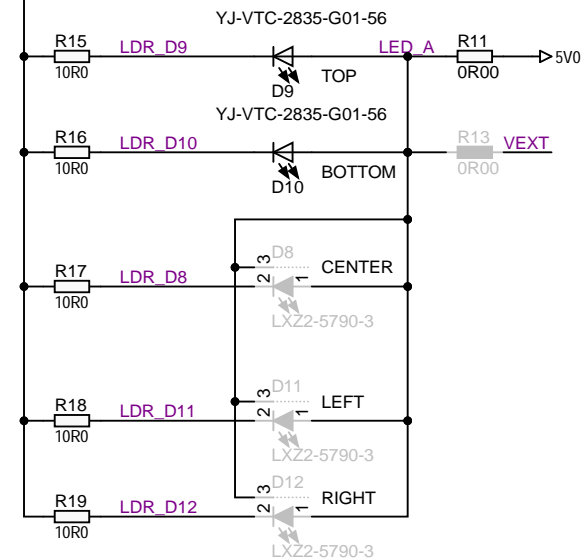 YJ-VTC-2835-G01-56
R15 LDR_D9 LED_A R11
10R0 D9 TOP 0R00 5V0
YJ-VTC-2835-G01-56
R16 LDR_D10 R13 VEXT
10R0 D10 BOTTOM 0R00
R17 LDR_D8 3 D8 CENTER
10R0 2 1
LXZ2-5790-3
R18 LDR_D11 3 D11 LEFT
10R0 2 1
LXZ2-5790-3
R19 LDR_D12 3 D12 RIGHT
10R0 2 1
LXZ2-5790-3